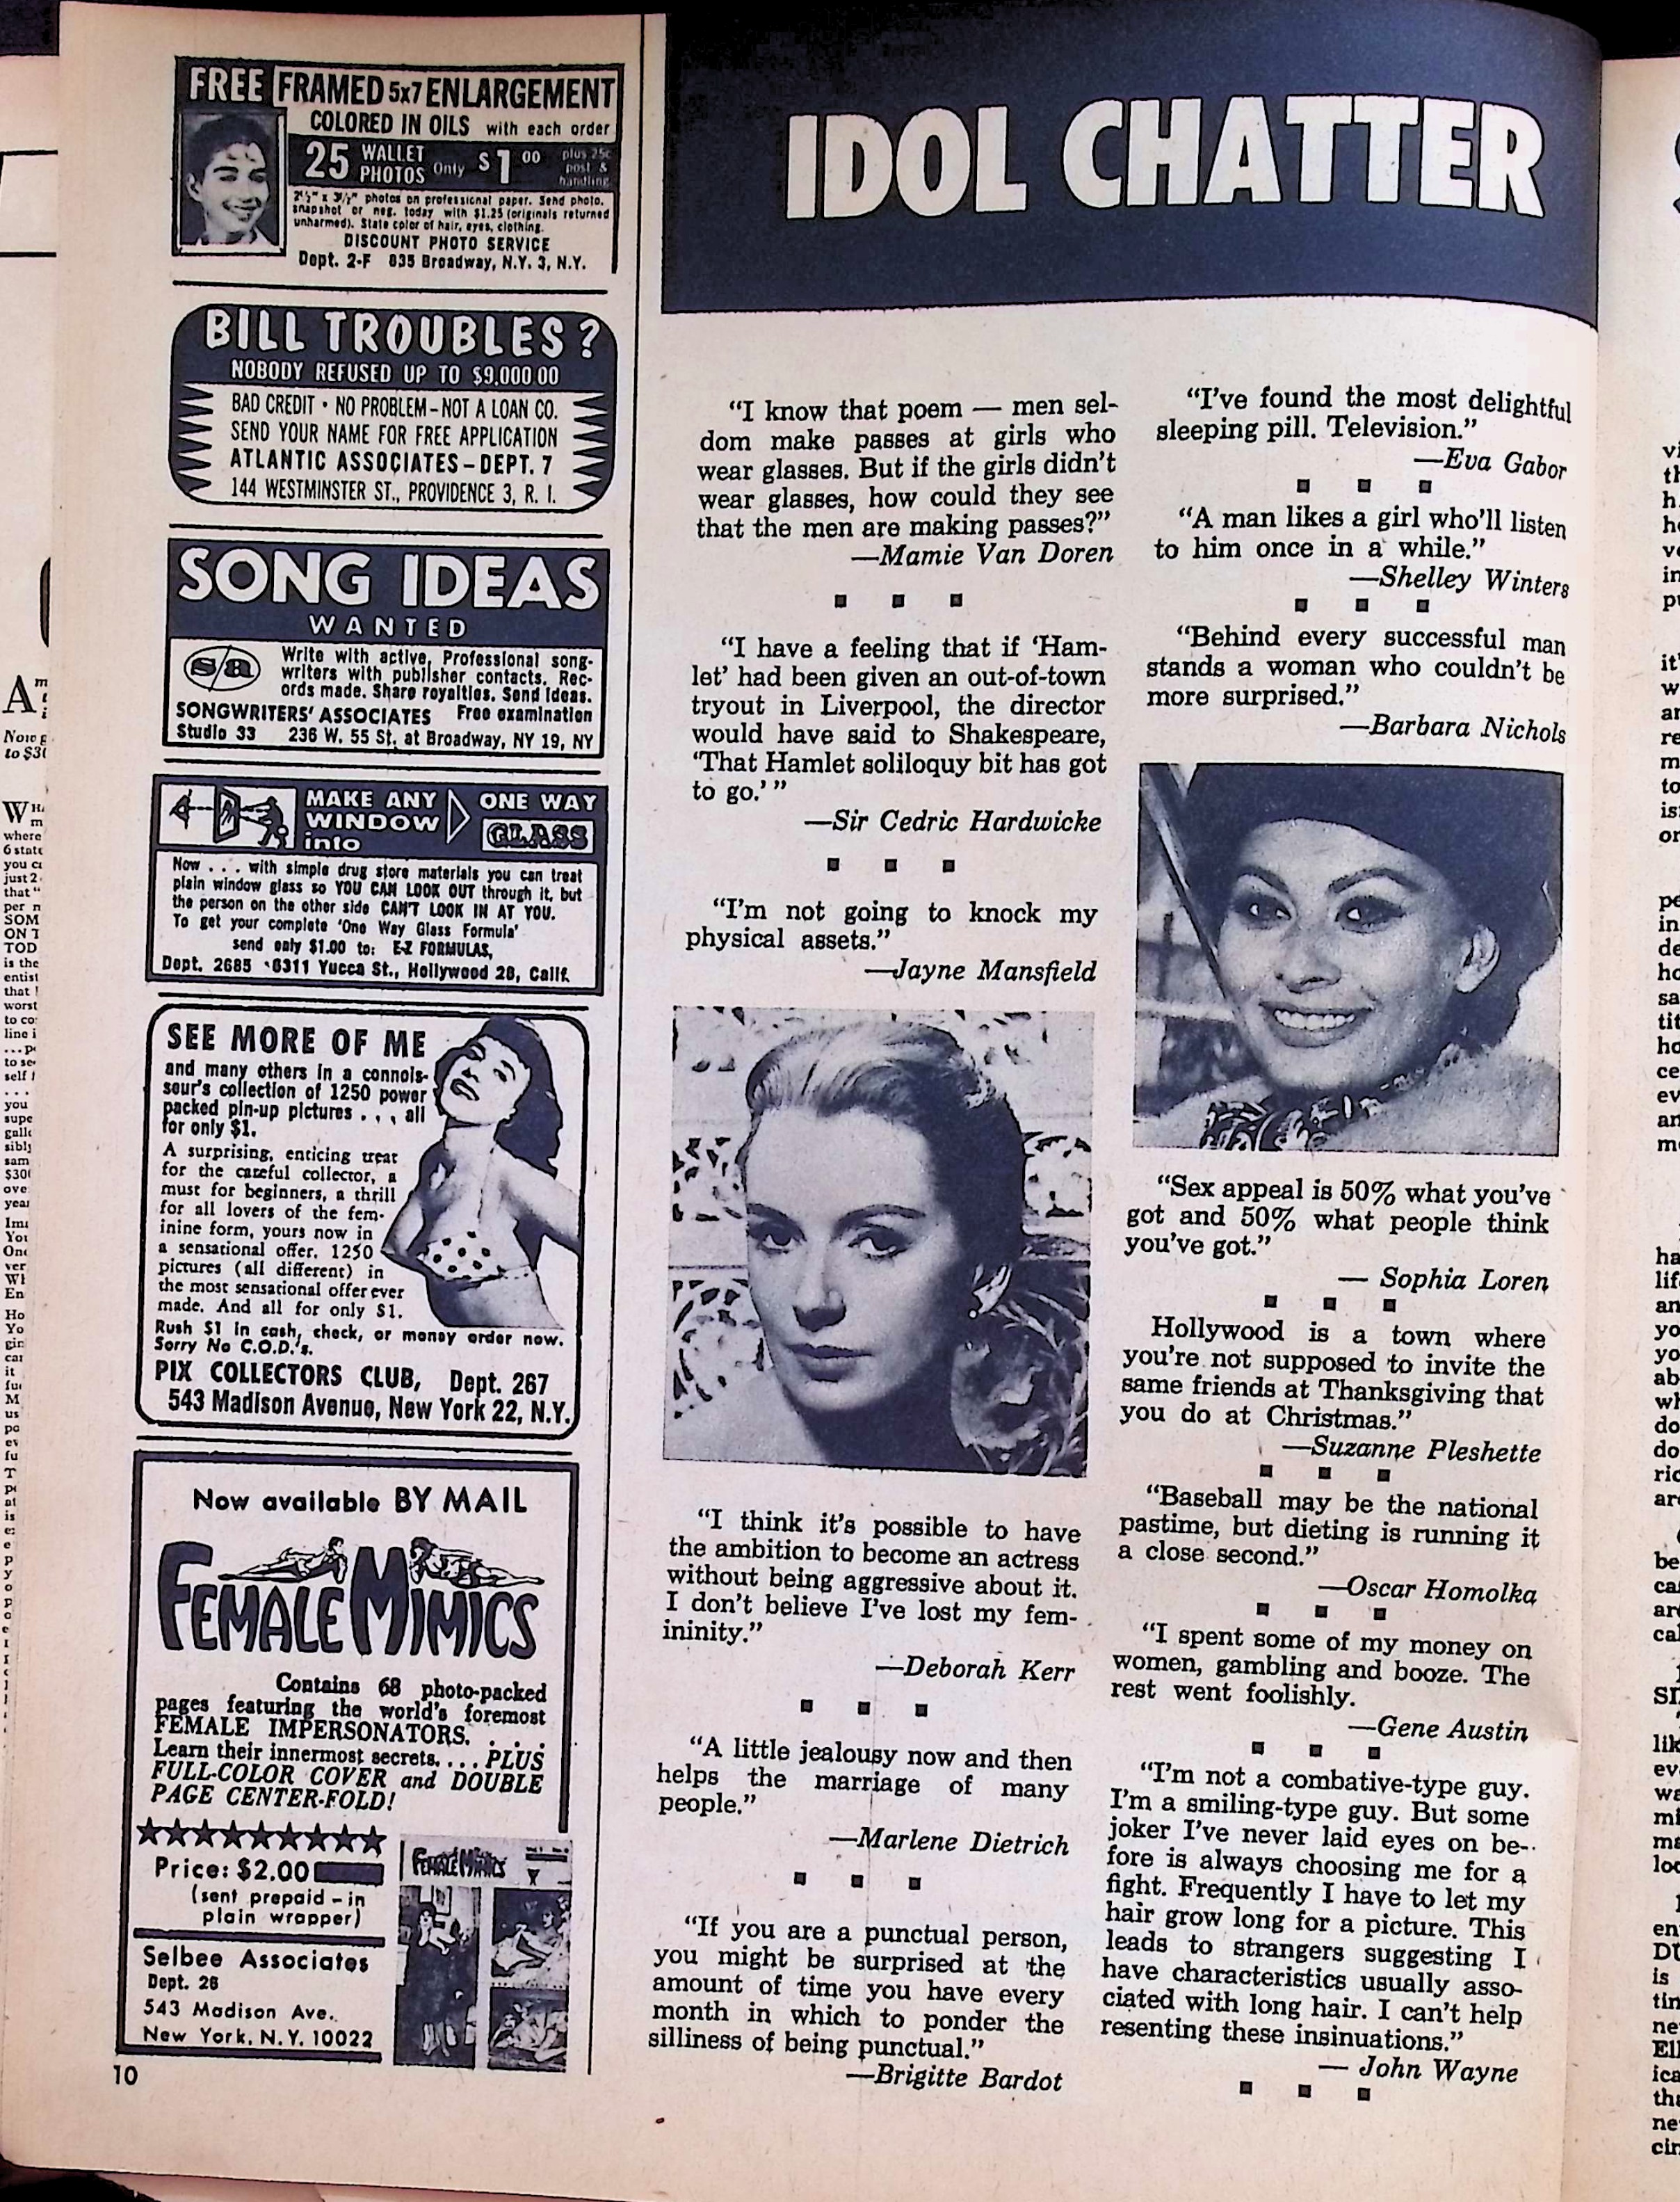 FREE FRAMED 5x7 ENLARGEMENT
COLORED IN OILS with each order
25 WALLET PHOTOS Only $1 00 plus 25c post & handling
2½" x 3½" photos on professional paper. Send photo,
snapshot or neg. today with $1.25 (originals returned
unharmed). State color of hair, eyes, clothing.
DISCOUNT PHOTO SERVICE
Dept. 2-F 835 Broadway, N.Y. 3, N.Y.
BILL TROUBLES?
NOBODY REFUSED UP TO $9,000.00
BAD CREDIT • NO PROBLEM – NOT A LOAN CO.
SEND YOUR NAME FOR FREE APPLICATION
ATLANTIC ASSOCIATES – DEPT. 7
144 WESTMINSTER ST., PROVIDENCE 3, R. I.
SONG IDEAS
WANTED
s/a
Write with active, Professional song-
writers with publisher contacts. Rec-
ords made. Share royalties. Send Ideas.
SONGWRITERS' ASSOCIATES Free examination
Studio 33 236 W. 55 St. at Broadway, NY 19, NY
MAKE ANY WINDOW into ONE WAY GLASS
Now . . . with simple drug store materials you can treat
plain window glass so YOU CAN LOOK OUT through it, but
the person on the other side CAN'T LOOK IN AT YOU.
To get your complete 'One Way Glass Formula'
send only $1.00 to: E-Z FORMULAS,
Dept. 2685 • 6311 Yucca St., Hollywood 28, Calif.
SEE MORE OF ME
and many others in a connois-
seur's collection of 1250 power
packed pin-up pictures . . . all
for only $1.
A surprising, enticing treat
for the careful collector, a
must for beginners, a thrill
for all lovers of the fem-
inine form, yours now in
a sensational offer. 1250
pictures (all different) in
the most sensational offer ever
made. And all for only $1.
Rush $1 in cash, check, or money order now.
Sorry No C.O.D.'s.
PIX COLLECTORS CLUB, Dept. 267
543 Madison Avenue, New York 22, N.Y.
Now available BY MAIL
FEMALE MIMICS
Contains 68 photo-packed
pages featuring the world's foremost
FEMALE IMPERSONATORS. . . .
Learn their innermost secrets. . . . PLUS
FULL-COLOR COVER and DOUBLE
PAGE CENTER-FOLD!
Price: $2.00
(sent prepaid – in
plain wrapper)
FEMALE MIMICS
Selbee Associates
Dept. 26
543 Madison Ave.
New York, N.Y. 10022
10
IDOL CHATTER
"I know that poem — men sel-
dom make passes at girls who
wear glasses. But if the girls didn't
wear glasses, how could they see
that the men are making passes?"
—Mamie Van Doren
"I have a feeling that if 'Ham-
let' had been given an out-of-town
tryout in Liverpool, the director
would have said to Shakespeare,
'That Hamlet soliloquy bit has got
to go.' "
—Sir Cedric Hardwicke
"I'm not going to knock my
physical assets."
—Jayne Mansfield
"I think it's possible to have
the ambition to become an actress
without being aggressive about it.
I don't believe I've lost my fem-
ininity."
—Deborah Kerr
"A little jealousy now and then
helps the marriage of many
people."
—Marlene Dietrich
"If you are a punctual person,
you might be surprised at the
amount of time you have every
month in which to ponder the
silliness of being punctual."
—Brigitte Bardot
"I've found the most delightful
sleeping pill. Television."
—Eva Gabor
"A man likes a girl who'll listen
to him once in a while."
—Shelley Winters
"Behind every successful man
stands a woman who couldn't be
more surprised."
—Barbara Nichols
"Sex appeal is 50% what you've
got and 50% what people think
you've got."
— Sophia Loren
Hollywood is a town where
you're not supposed to invite the
same friends at Thanksgiving that
you do at Christmas."
—Suzanne Pleshette
"Baseball may be the national
pastime, but dieting is running it
a close second."
—Oscar Homolka
"I spent some of my money on
women, gambling and booze. The
rest went foolishly.
—Gene Austin
"I'm not a combative-type guy.
I'm a smiling-type guy. But some
joker I've never laid eyes on be-
fore is always choosing me for a
fight. Frequently I have to let my
hair grow long for a picture. This
leads to strangers suggesting I
have characteristics usually asso-
ciated with long hair. I can't help
resenting these insinuations."
— John Wayne